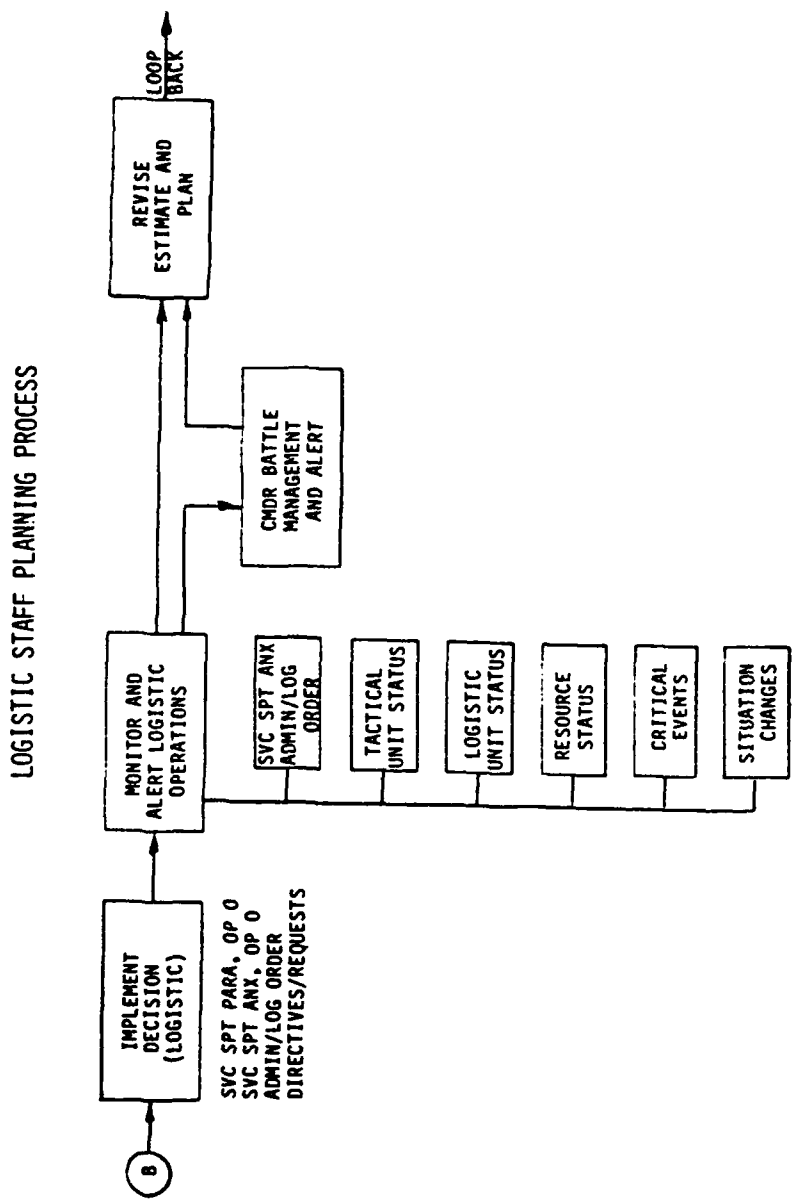 LOGISTIC STAFF PLANNING PROCESS
B
IMPLEMENT
DECISION
(LOGISTIC)
SVC SPT PARA, OP O
SVC SPT ANX, OP O
ADMIN/LOG ORDER
DIRECTIVES/REQUESTS
MONITOR AND
ALERT LOGISTIC
OPERATIONS
SVC SPT ANX
ADMIN/LOG
ORDER
TACTICAL
UNIT STATUS
LOGISTIC
UNIT STATUS
RESOURCE
STATUS
CRITICAL
EVENTS
SITUATION
CHANGES
CMDR BATTLE
MANAGEMENT
AND ALERT
REVISE
ESTIMATE AND
PLAN
LOOP
BACK